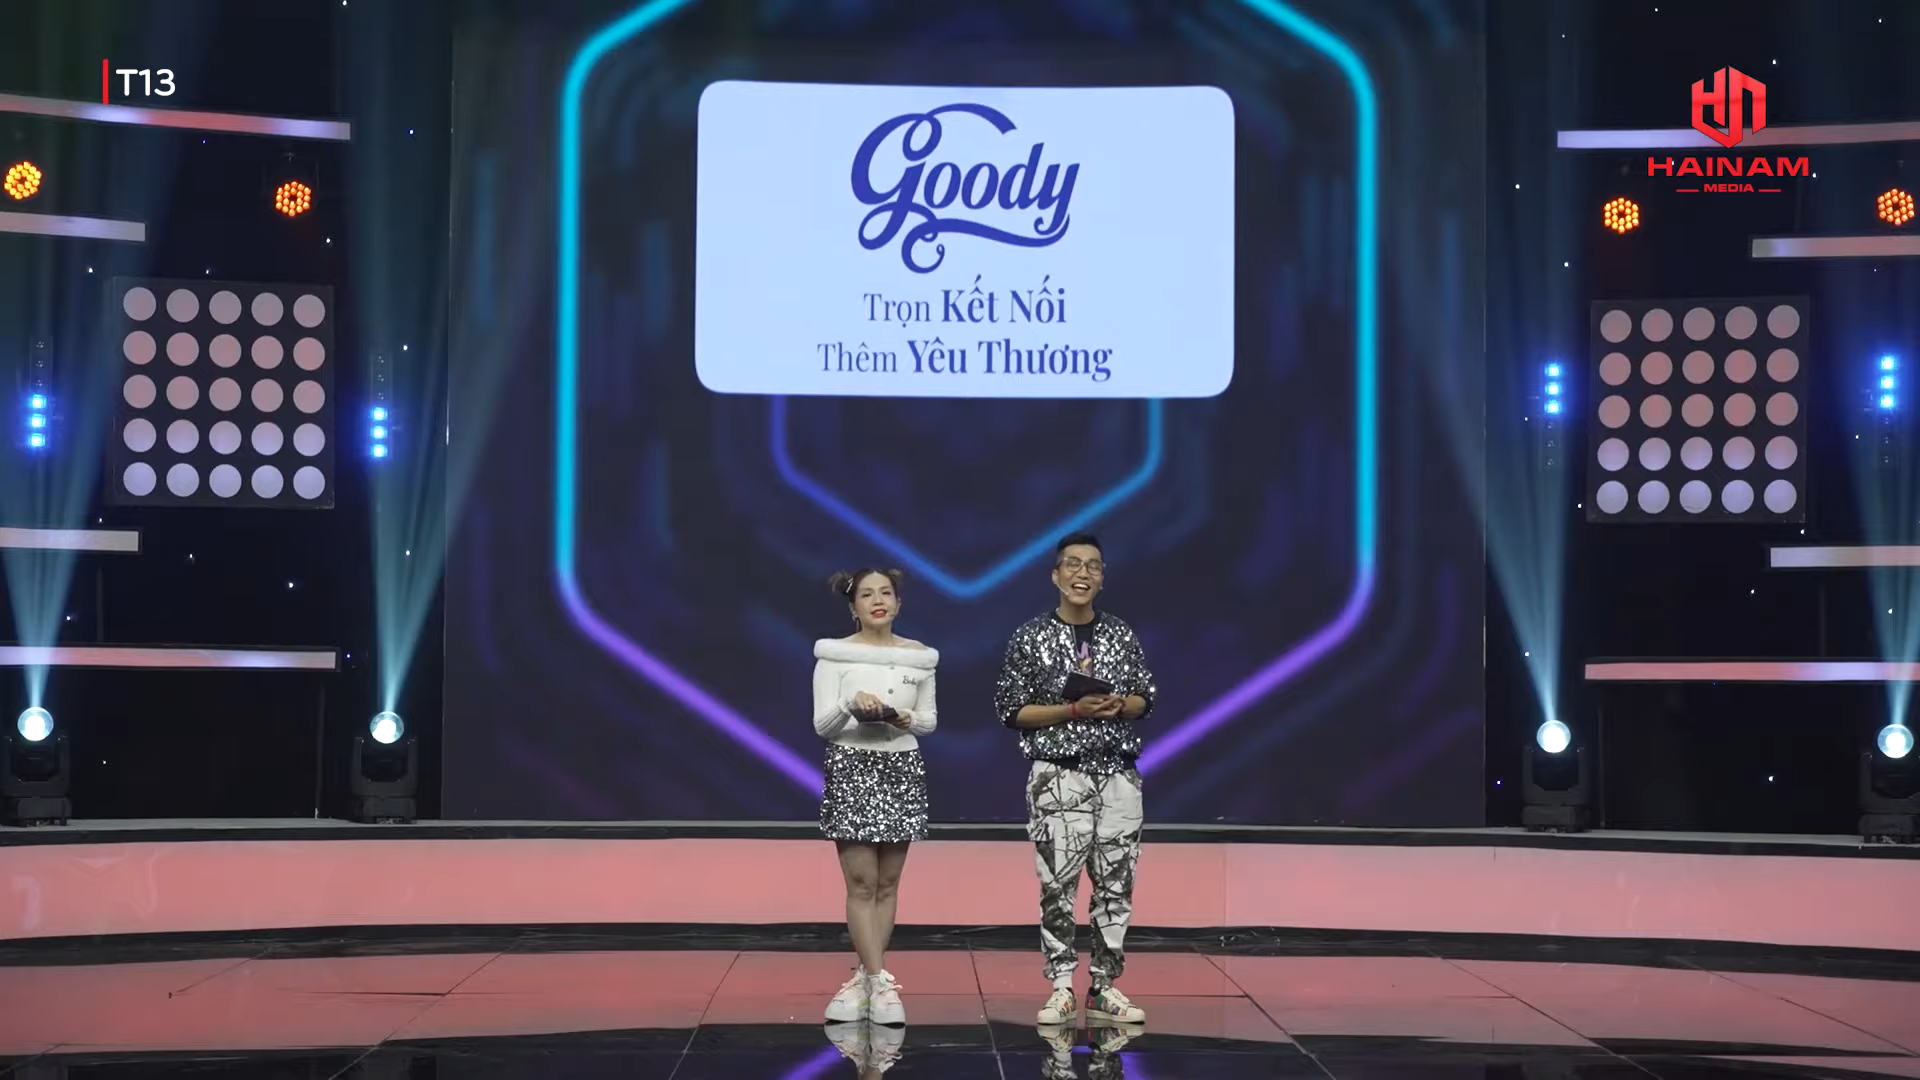 T13
HAINAM
MEDIA
Goody
Trọn Kết Nối
Thêm Yêu Thương